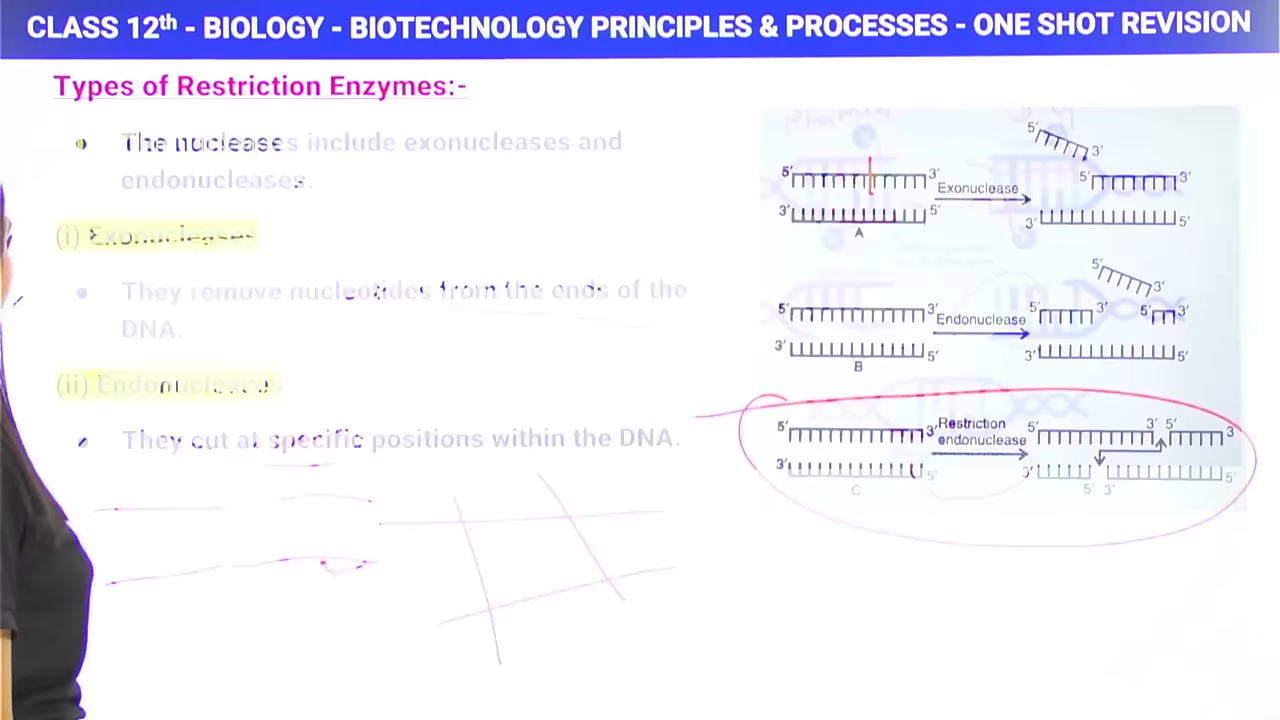 CLASS 12th - BIOLOGY - BIOTECHNOLOGY PRINCIPLES & PROCESSES - ONE SHOT REVISION
Types of Restriction Enzymes:-
The nucleases include exonucleases and
endonucleases.
(i) Exonucleases
They remove nucleotides from the ends of the
DNA.
(ii) Endonucleases
They cut at specific positions within the DNA.
5′ 3′
5′ 3′ Exonuclease 5′ 3′
3′ 5′ 3′ 5′
A
5′ 3′
5′ 3′ Endonuclease 5′ 3′ 5′ 3′
3′ 5′ 3′ 5′
B
5′ 3′ Restriction 5′ 3′ 5′ 3
endonuclease
3′ 5′ 3′ 5′
C 5′ 3′